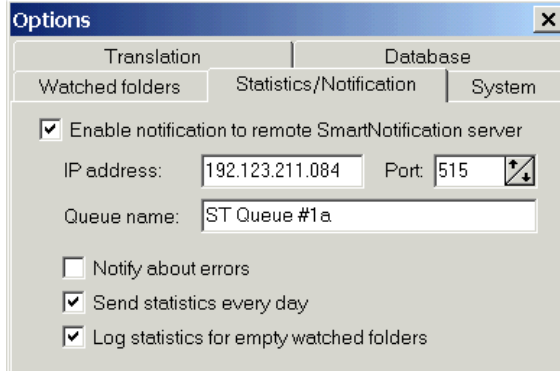 Options
Translation Database
Watched folders Statistics/Notification System
Enable notification to remote SmartNotification server
IP address: 192.123.211.084 Port: 515
Queue name: ST Queue #1a
Notify about errors
Send statistics every day
Log statistics for empty watched folders